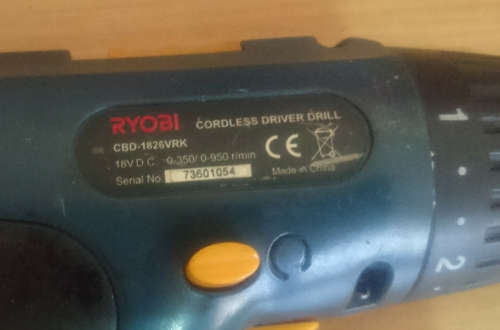 RYOBI CORDLESS DRIVER DRILL
CBD-1826VRK
18V D.C. 0-350/ 0-950 r/min
Serial No 73601054
CE
Made in China
1
2